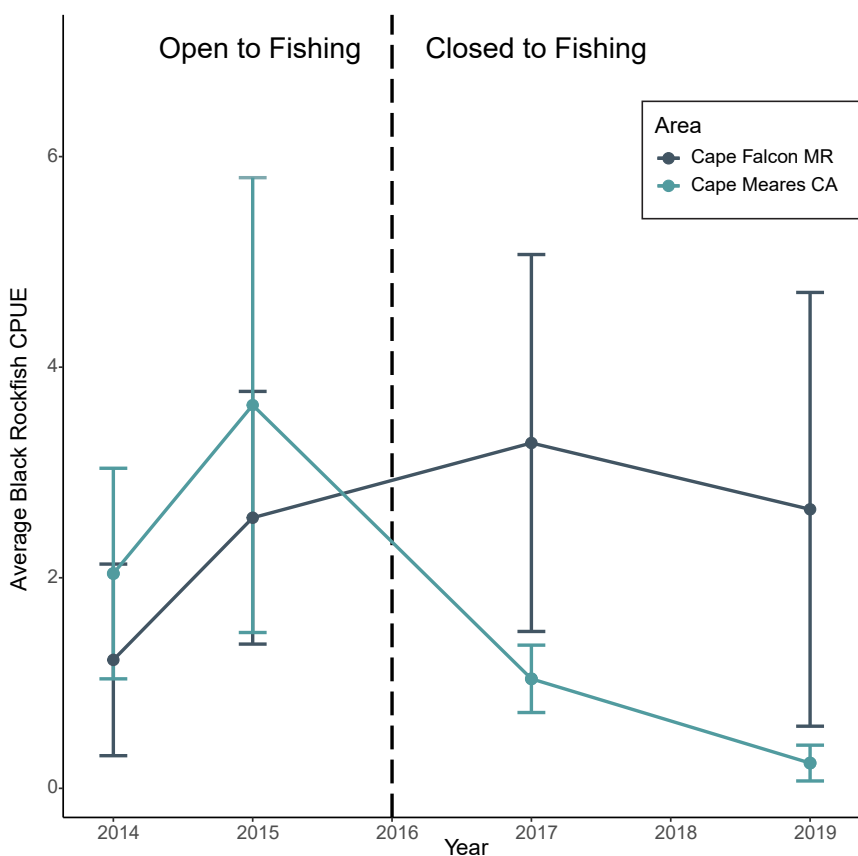 Open to Fishing
Closed to Fishing
Area
Cape Falcon MR
Cape Meares CA
Average Black Rockfish CPUE
6
4
2
0
2014 2015 2016 2017 2018 2019
Year